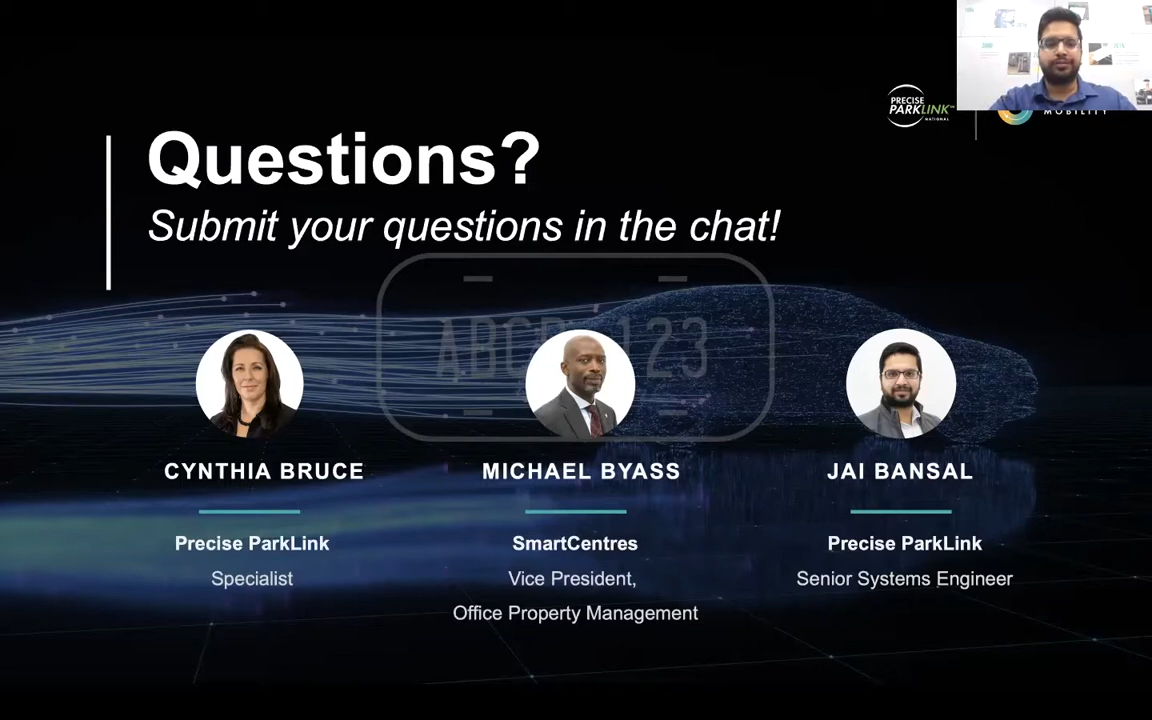 PRECISE
PARKLINK
NATIONAL
MOBILITY
Questions?
Submit your questions in the chat!
CYNTHIA BRUCE
Precise ParkLink
Specialist
MICHAEL BYASS
SmartCentres
Vice President,
Office Property Management
JAI BANSAL
Precise ParkLink
Senior Systems Engineer